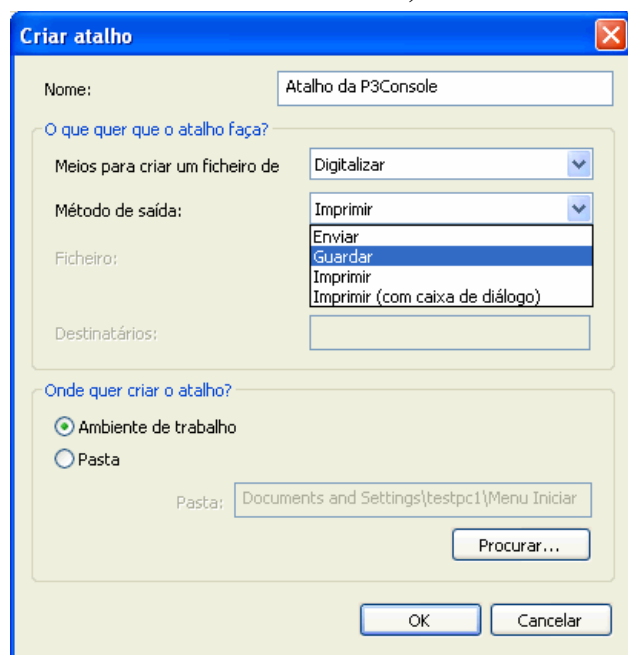 Criar atalho
Nome: Atalho da P3Console
O que quer que o atalho faça?
Meios para criar um ficheiro de Digitalizar
Método de saída: Imprimir
Enviar
Ficheiro: Guardar
Imprimir
Imprimir (com caixa de diálogo)
Destinatários:
Onde quer criar o atalho?
Ambiente de trabalho
Pasta
Pasta: Documents and Settings\testpc1\Menu Iniciar
Procurar...
OK Cancelar